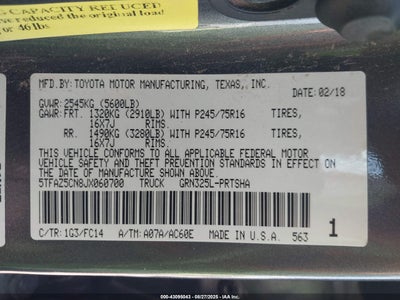 G CAPACITY REDUCED
e reduced the original
or 46 lbs.
MFD.BY:TOYOTA MOTOR MANUFACTURING, TEXAS, INC.
DATE: 02/18
GVWR: 2545KG (5600LB)
GAWR: FRT. 1320KG (2910LB) WITH P245/75R16 TIRES,
16X7J RIMS.
RR. 1490KG (3280LB) WITH P245/75R16 TIRES,
16X7J RIMS.
THIS VEHICLE CONFORMS TO ALL APPLICABLE FEDERAL MOTOR
VEHICLE SAFETY AND THEFT PREVENTION STANDARDS IN EFFECT
ON THE DATE OF MANUFACTURE SHOWN ABOVE.
5TFAZ5CN8JX060700 TRUCK GRN325L-PRTSHA
C/TR: 1G3/FC14 A/TM: A07A/AC60E MADE IN U.S.A. 563
1
000-43095043 - 08/27/2025 - IAA Inc.